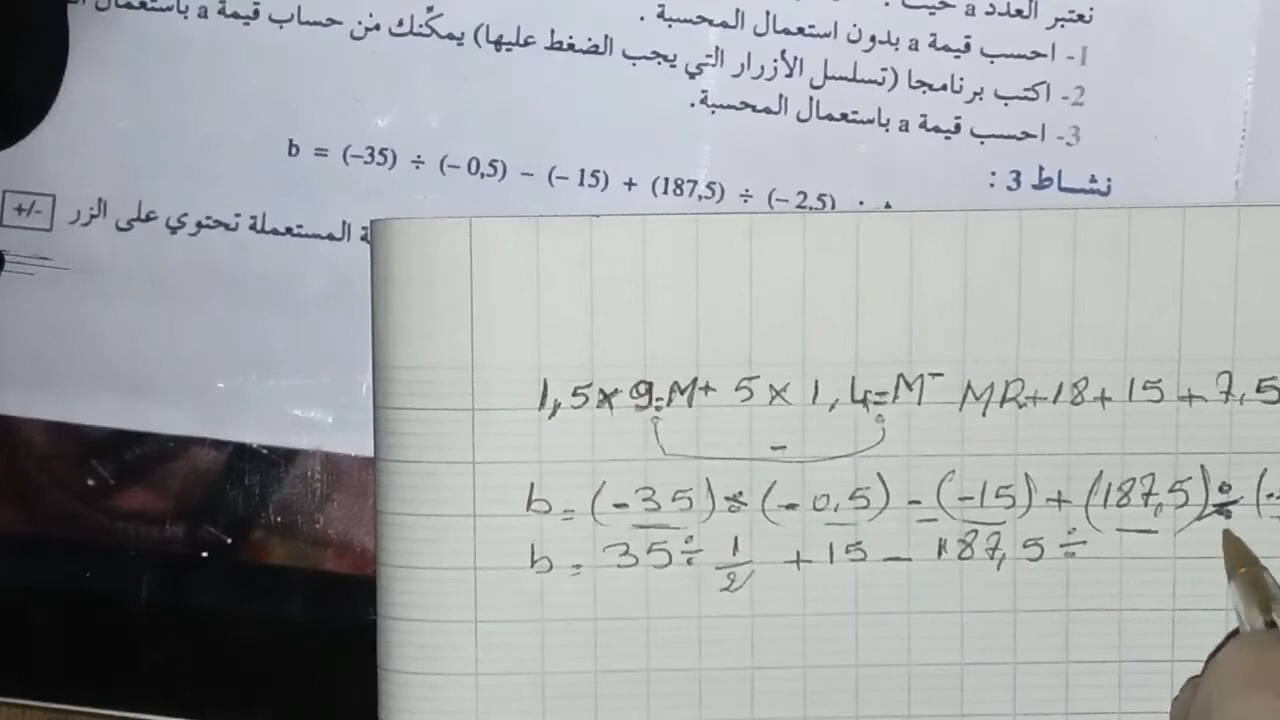 نعتبر العدد a حيث :
1- احسب قيمة a بدون استعمال المحسبة .
2- اكتب برنامجا (تسلسل الأزرار التي يجب الضغط عليها) يمكّنك من حساب قيمة a باستعمال
3- احسب قيمة a باستعمال المحسبة.
نشاط 3 :
b = (–35) ÷ (– 0,5) – (– 15) + (187,5) ÷ (– 2,5)
المستعملة تحتوي على الزر +/-
1,5 × 9 = M+ 5 × 1,4 = M- MR + 18 + 15 + 7,5
-
b = (-35) ÷ (-0,5) - (-15) + (187,5) ÷ (-
b = 35 ÷ 1/2 + 15 - 187,5 ÷